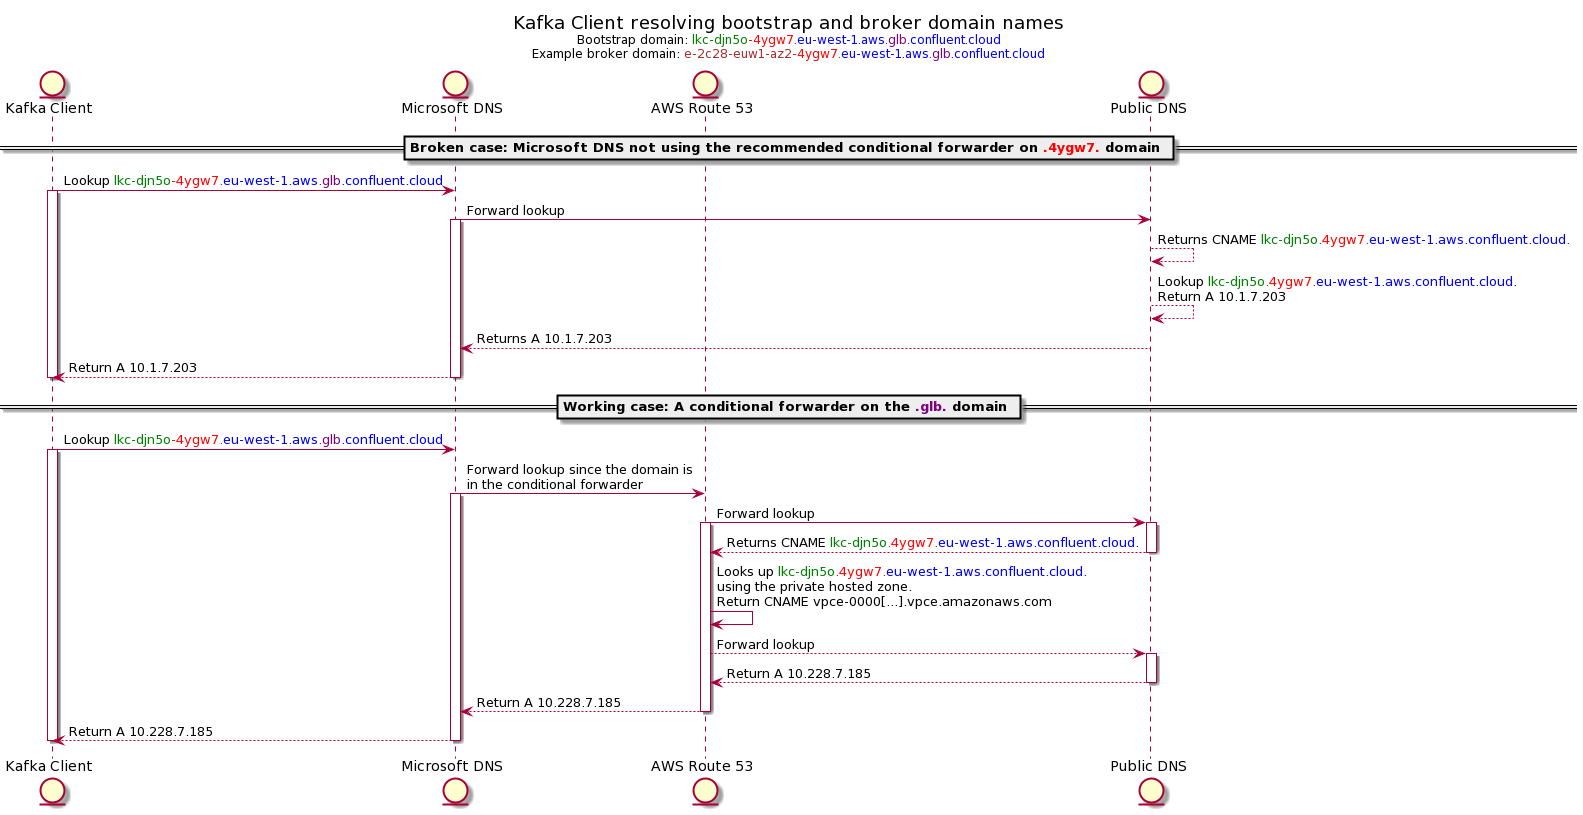 Kafka Client resolving bootstrap and broker domain names
Bootstrap domain: lkc-djn5o-4ygw7.eu-west-1.aws.glb.confluent.cloud
Example broker domain: e-2c28-euw1-az2-4ygw7.eu-west-1.aws.glb.confluent.cloud
Kafka Client Microsoft DNS AWS Route 53 Public DNS
Broken case: Microsoft DNS not using the recommended conditional forwarder on .4ygw7. domain
Lookup lkc-djn5o-4ygw7.eu-west-1.aws.glb.confluent.cloud
Forward lookup
Returns CNAME lkc-djn5o.4ygw7.eu-west-1.aws.confluent.cloud.
Lookup lkc-djn5o.4ygw7.eu-west-1.aws.confluent.cloud.
Return A 10.1.7.203
Returns A 10.1.7.203
Return A 10.1.7.203
Working case: A conditional forwarder on the .glb. domain
Lookup lkc-djn5o-4ygw7.eu-west-1.aws.glb.confluent.cloud
Forward lookup since the domain is
in the conditional forwarder
Forward lookup
Returns CNAME lkc-djn5o.4ygw7.eu-west-1.aws.confluent.cloud.
Looks up lkc-djn5o.4ygw7.eu-west-1.aws.confluent.cloud.
using the private hosted zone.
Return CNAME vpce-0000[...].vpce.amazonaws.com
Forward lookup
Return A 10.228.7.185
Return A 10.228.7.185
Return A 10.228.7.185
Kafka Client Microsoft DNS AWS Route 53 Public DNS